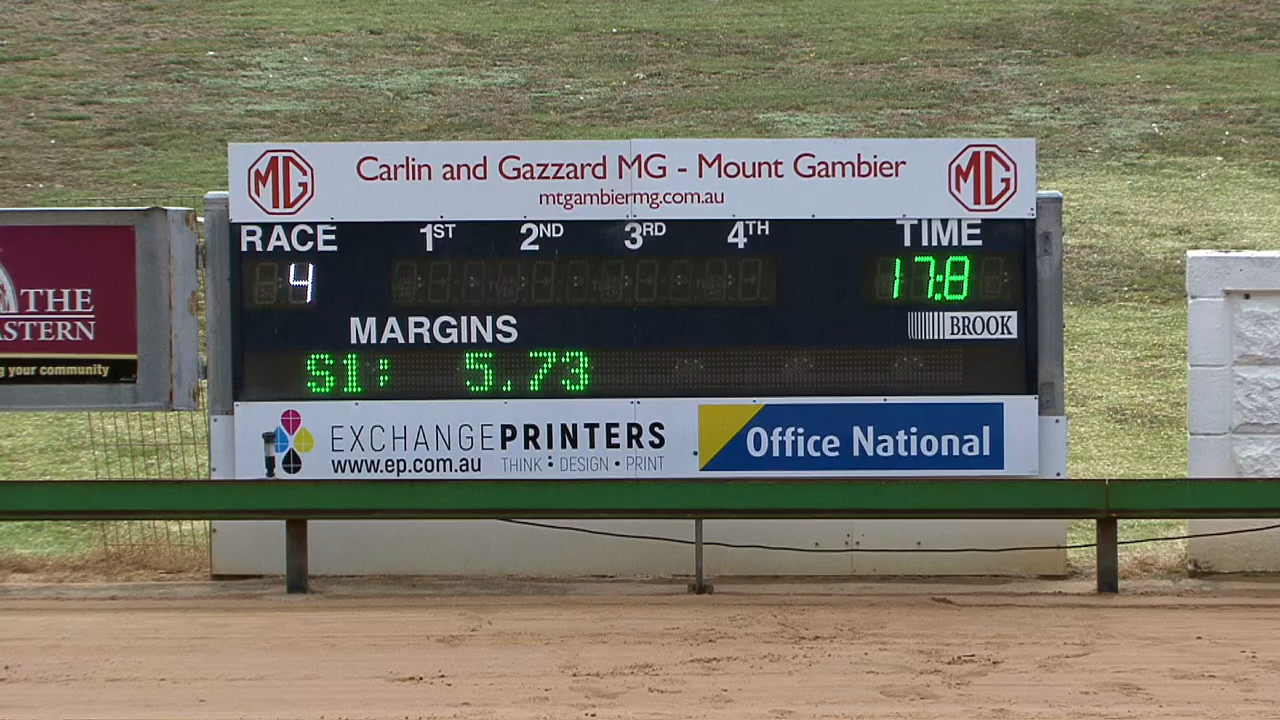 MG Carlin and Gazzard MG - Mount Gambier MG
mtgambiermg.com.au
RACE 1ST 2ND 3RD 4TH TIME
4 17:8
MARGINS BROOK
S1: 5.73
EXCHANGEPRINTERS
www.ep.com.au THINK : DESIGN · PRINT
Office National
THE
ASTERN
g your community